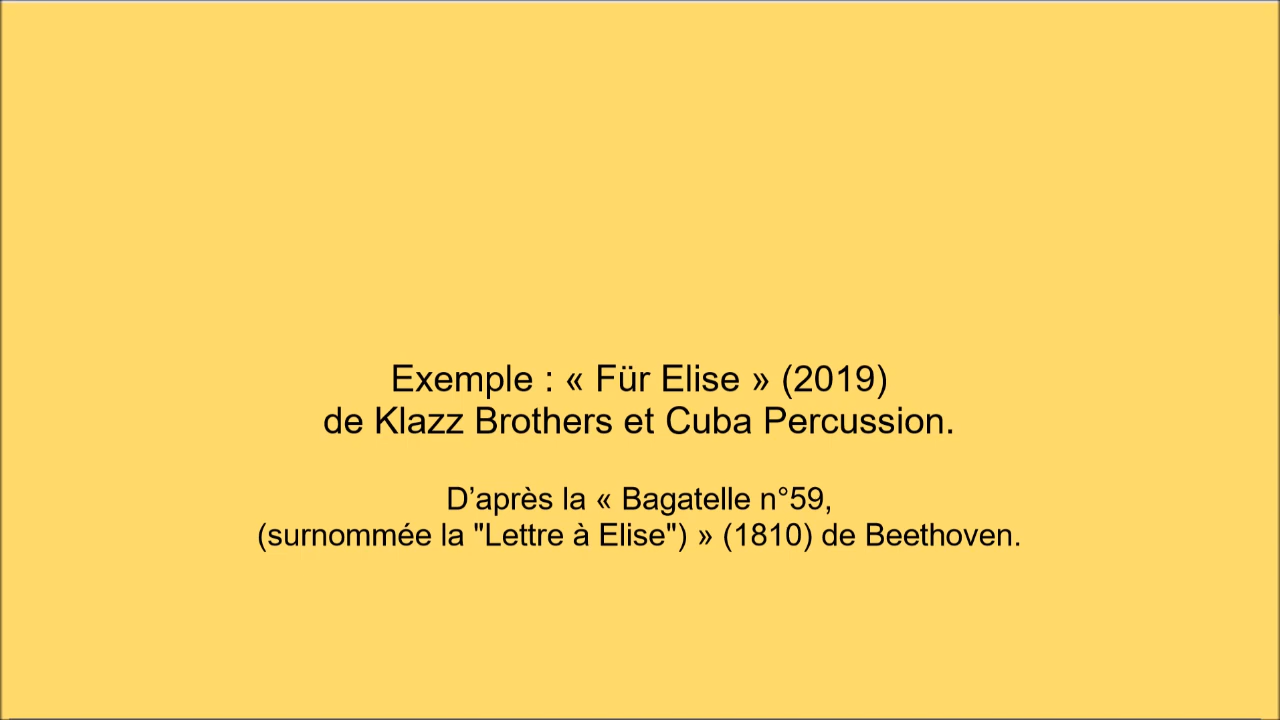 Exemple : « Für Elise » (2019)
de Klazz Brothers et Cuba Percussion.
D’après la « Bagatelle n°59,
(surnommée la "Lettre à Elise") » (1810) de Beethoven.